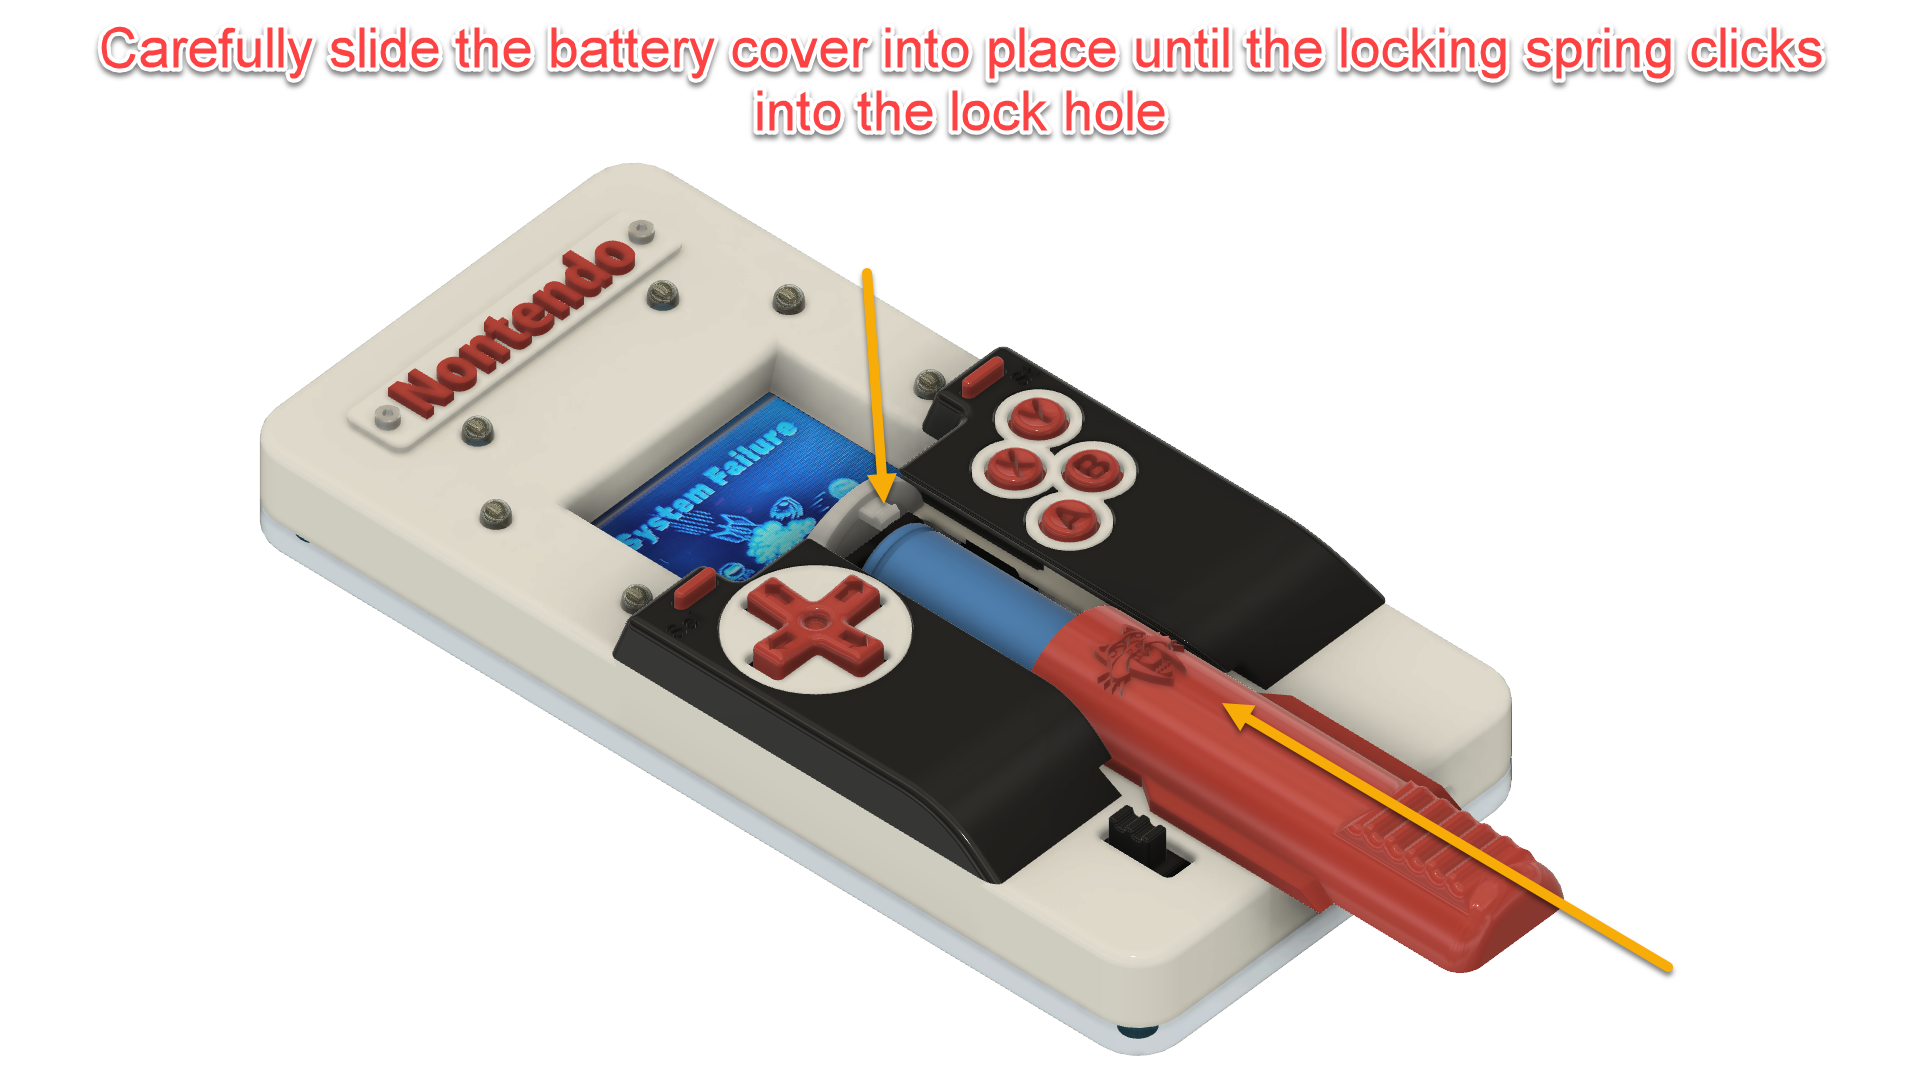 Carefully slide the battery cover into place until the locking spring clicks
into the lock hole
Nontendo
System Failure
Y
X
B
A